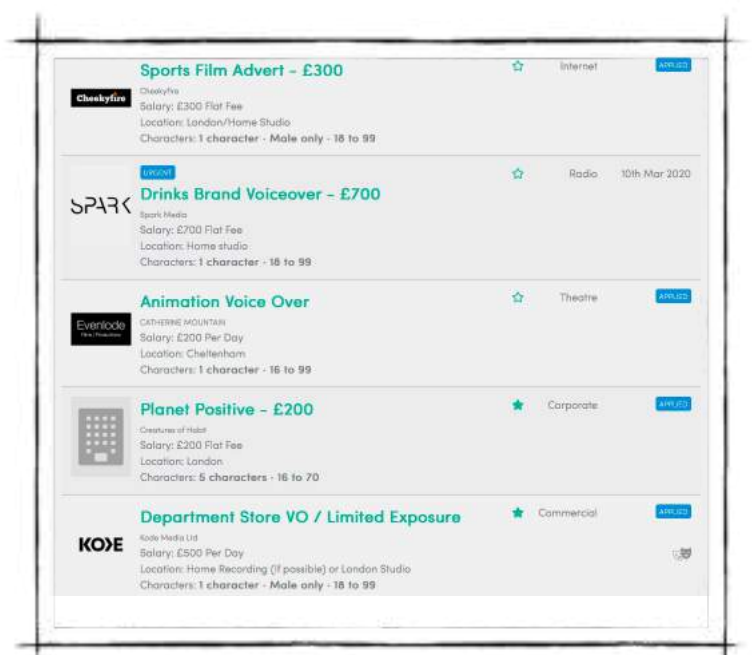 Sports Film Advert – £300
Internet
APPLIED
Cheekyfire
Cheekyfire
Salary: £300 Flat Fee
Location: London/Home Studio
Characters: 1 character - Male only - 18 to 99
URGENT
Radio
10th Mar 2020
SPARK
Drinks Brand Voiceover – £700
Spark Media
Salary: £700 Flat Fee
Location: Home studio
Characters: 1 character - 18 to 99
Animation Voice Over
Theatre
APPLIED
Evenlode
Films | Productions
CATHERINE MOUNTAIN
Salary: £200 Per Day
Location: Cheltenham
Characters: 1 character - 16 to 99
Planet Positive – £200
Corporate
APPLIED
Creatures of Habit
Salary: £200 Flat Fee
Location: London
Characters: 5 characters - 16 to 70
Department Store VO / Limited Exposure
Commercial
APPLIED
KODE
Kode Media Ltd
Salary: £500 Per Day
Location: Home Recording (if possible) or London Studio
Characters: 1 character - Male only - 18 to 99